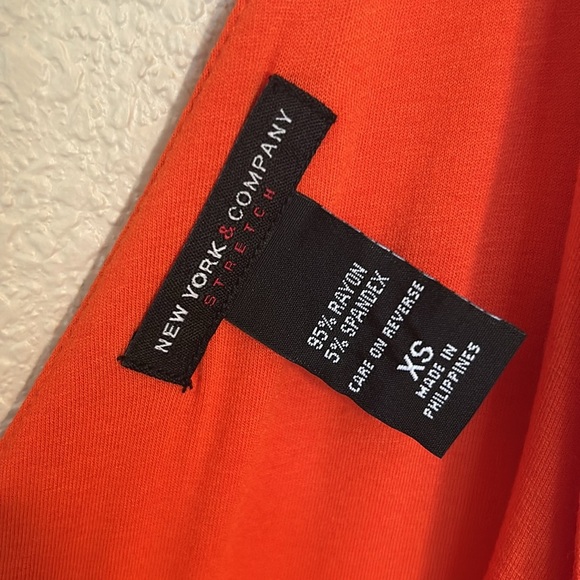 NEW YORK & COMPANY
STRETCH
95% RAYON
5% SPANDEX
CARE ON REVERSE
XS
MADE IN
PHILIPPINES